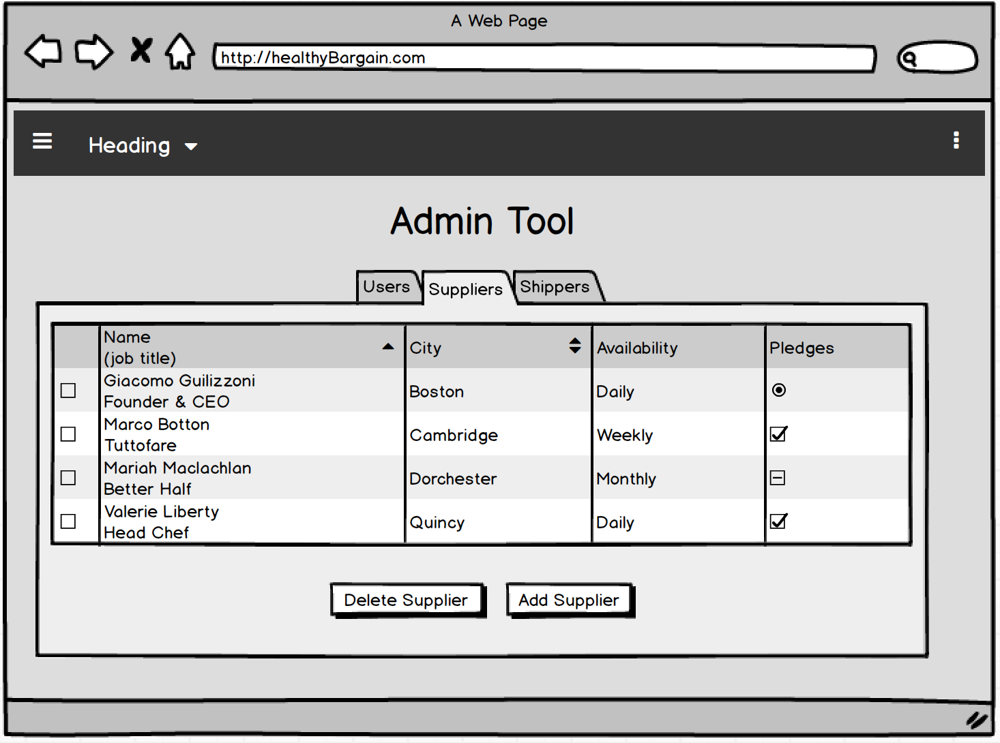 A Web Page
http://healthyBargain.com
Heading
Admin Tool
Users Suppliers Shippers
Name
(job title)
City
Availability
Pledges
Giacomo Guilizzoni
Founder & CEO
Boston
Daily
Marco Botton
Tuttofare
Cambridge
Weekly
Mariah Maclachlan
Better Half
Dorchester
Monthly
Valerie Liberty
Head Chef
Quincy
Daily
Delete Supplier
Add Supplier